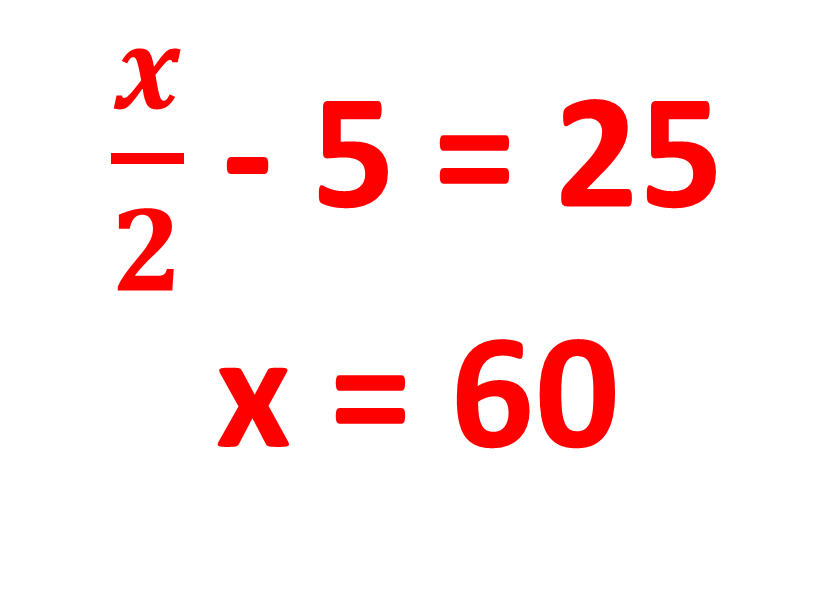 x/2 - 5 = 25
x = 60